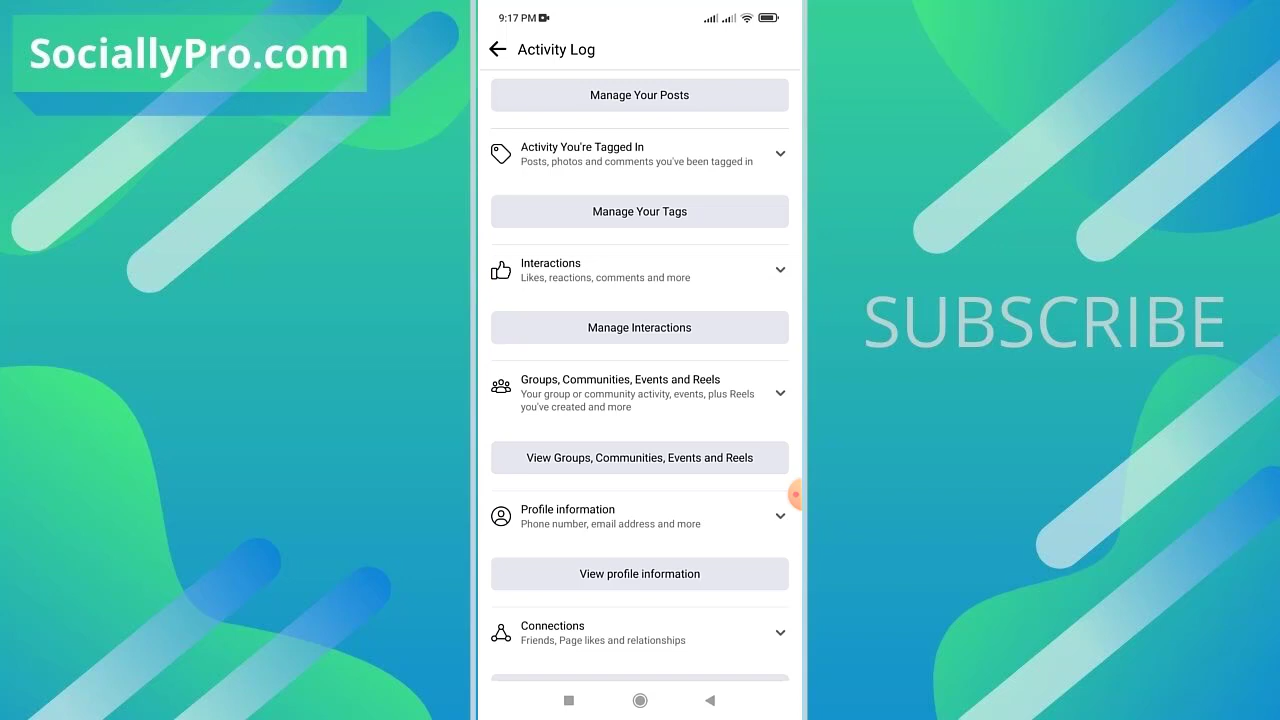 SociallyPro.com
9:17 PM
Activity Log
Manage Your Posts
Activity You're Tagged In
Posts, photos and comments you've been tagged in
Manage Your Tags
Interactions
Likes, reactions, comments and more
Manage Interactions
Groups, Communities, Events and Reels
Your group or community activity, events, plus Reels
you've created and more
View Groups, Communities, Events and Reels
Profile information
Phone number, email address and more
View profile information
Connections
Friends, Page likes and relationships
SUBSCRIBE